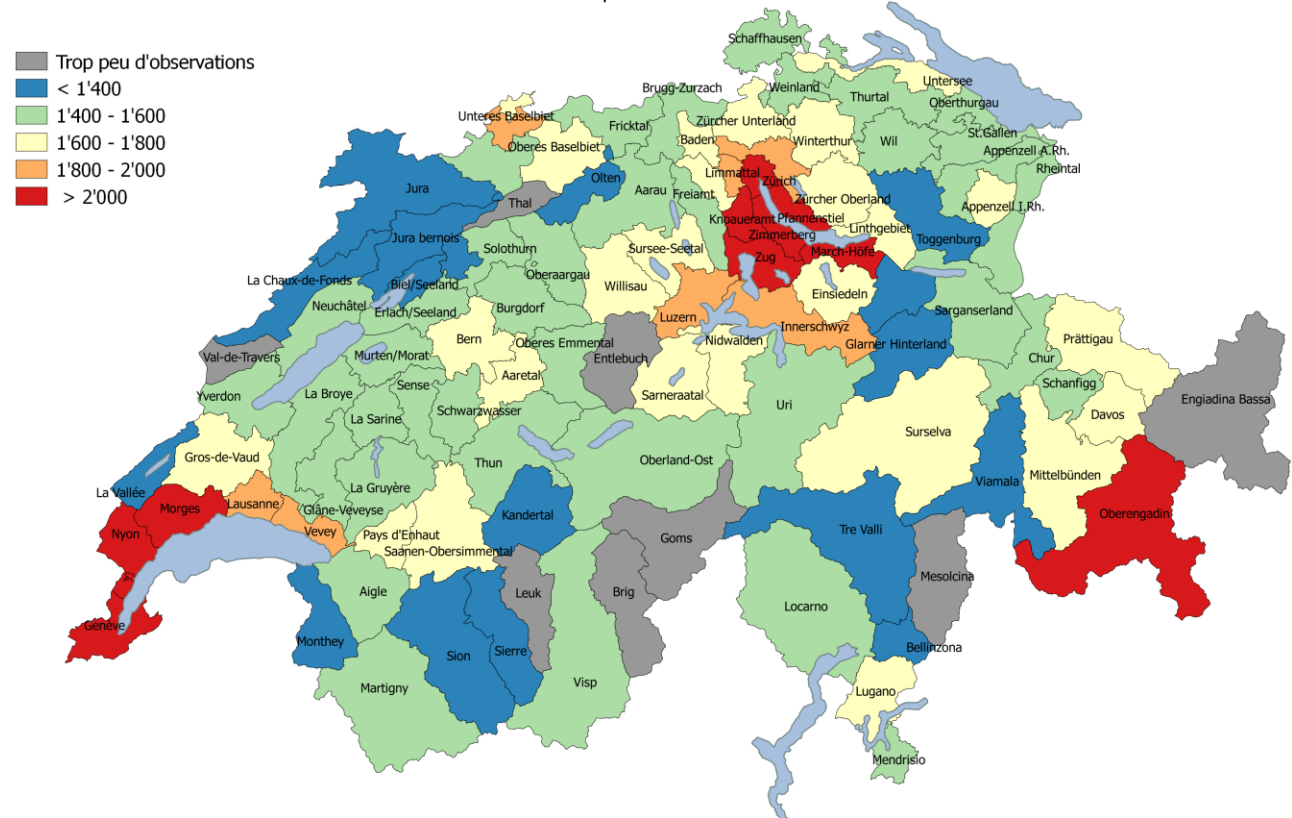 Trop peu d'observations
< 1'400
1'400 - 1'600
1'600 - 1'800
1'800 - 2'000
> 2'000
Schaffhausen
Untersee
Brugg-Zurzach
Weinland
Thurtal
Oberthurgau
Unteres Baselbiet
Fricktal
Zürcher Unterland
St.Gallen
Baden
Winterthur
Wil
Oberes Baselbiet
Appenzell A.Rh.
Rheintal
Limmattal
Zürich
Olten
Jura
Aarau
Freiamt
Zürcher Oberland
Appenzell I.Rh.
Thal
Knonaueramt
Pfannenstiel
Linthgebiet
Zimmerberg
Jura bernois
Toggenburg
Solothurn
Sursee-Seetal
March-Höfe
Zug
Oberaargau
La Chaux-de-Fonds
Biel/Seeland
Willisau
Einsiedeln
Neuchâtel
Erlach/Seeland
Burgdorf
Sarganserland
Luzern
Innerschwyz
Bern
Oberes Emmental
Nidwalden
Glarner Hinterland
Prättigau
Val-de-Travers
Murten/Morat
Entlebuch
Chur
Aaretal
Sense
Schanfigg
Yverdon
La Broye
Sarneraatal
Engiadina Bassa
Uri
Schwarzwasser
Davos
La Sarine
Surselva
Gros-de-Vaud
Thun
Oberland-Ost
Mittelbünden
Viamala
La Vallée
La Gruyère
Lausanne
Morges
Glâne-Veveyse
Kandertal
Oberengadin
Nyon
Vevey
Pays d'Enhaut
Tre Valli
Goms
Saanen-Obersimmental
Mesolcina
Aigle
Leuk
Brig
Locarno
Genève
Monthey
Sion
Sierre
Bellinzona
Visp
Martigny
Lugano
Mendrisio